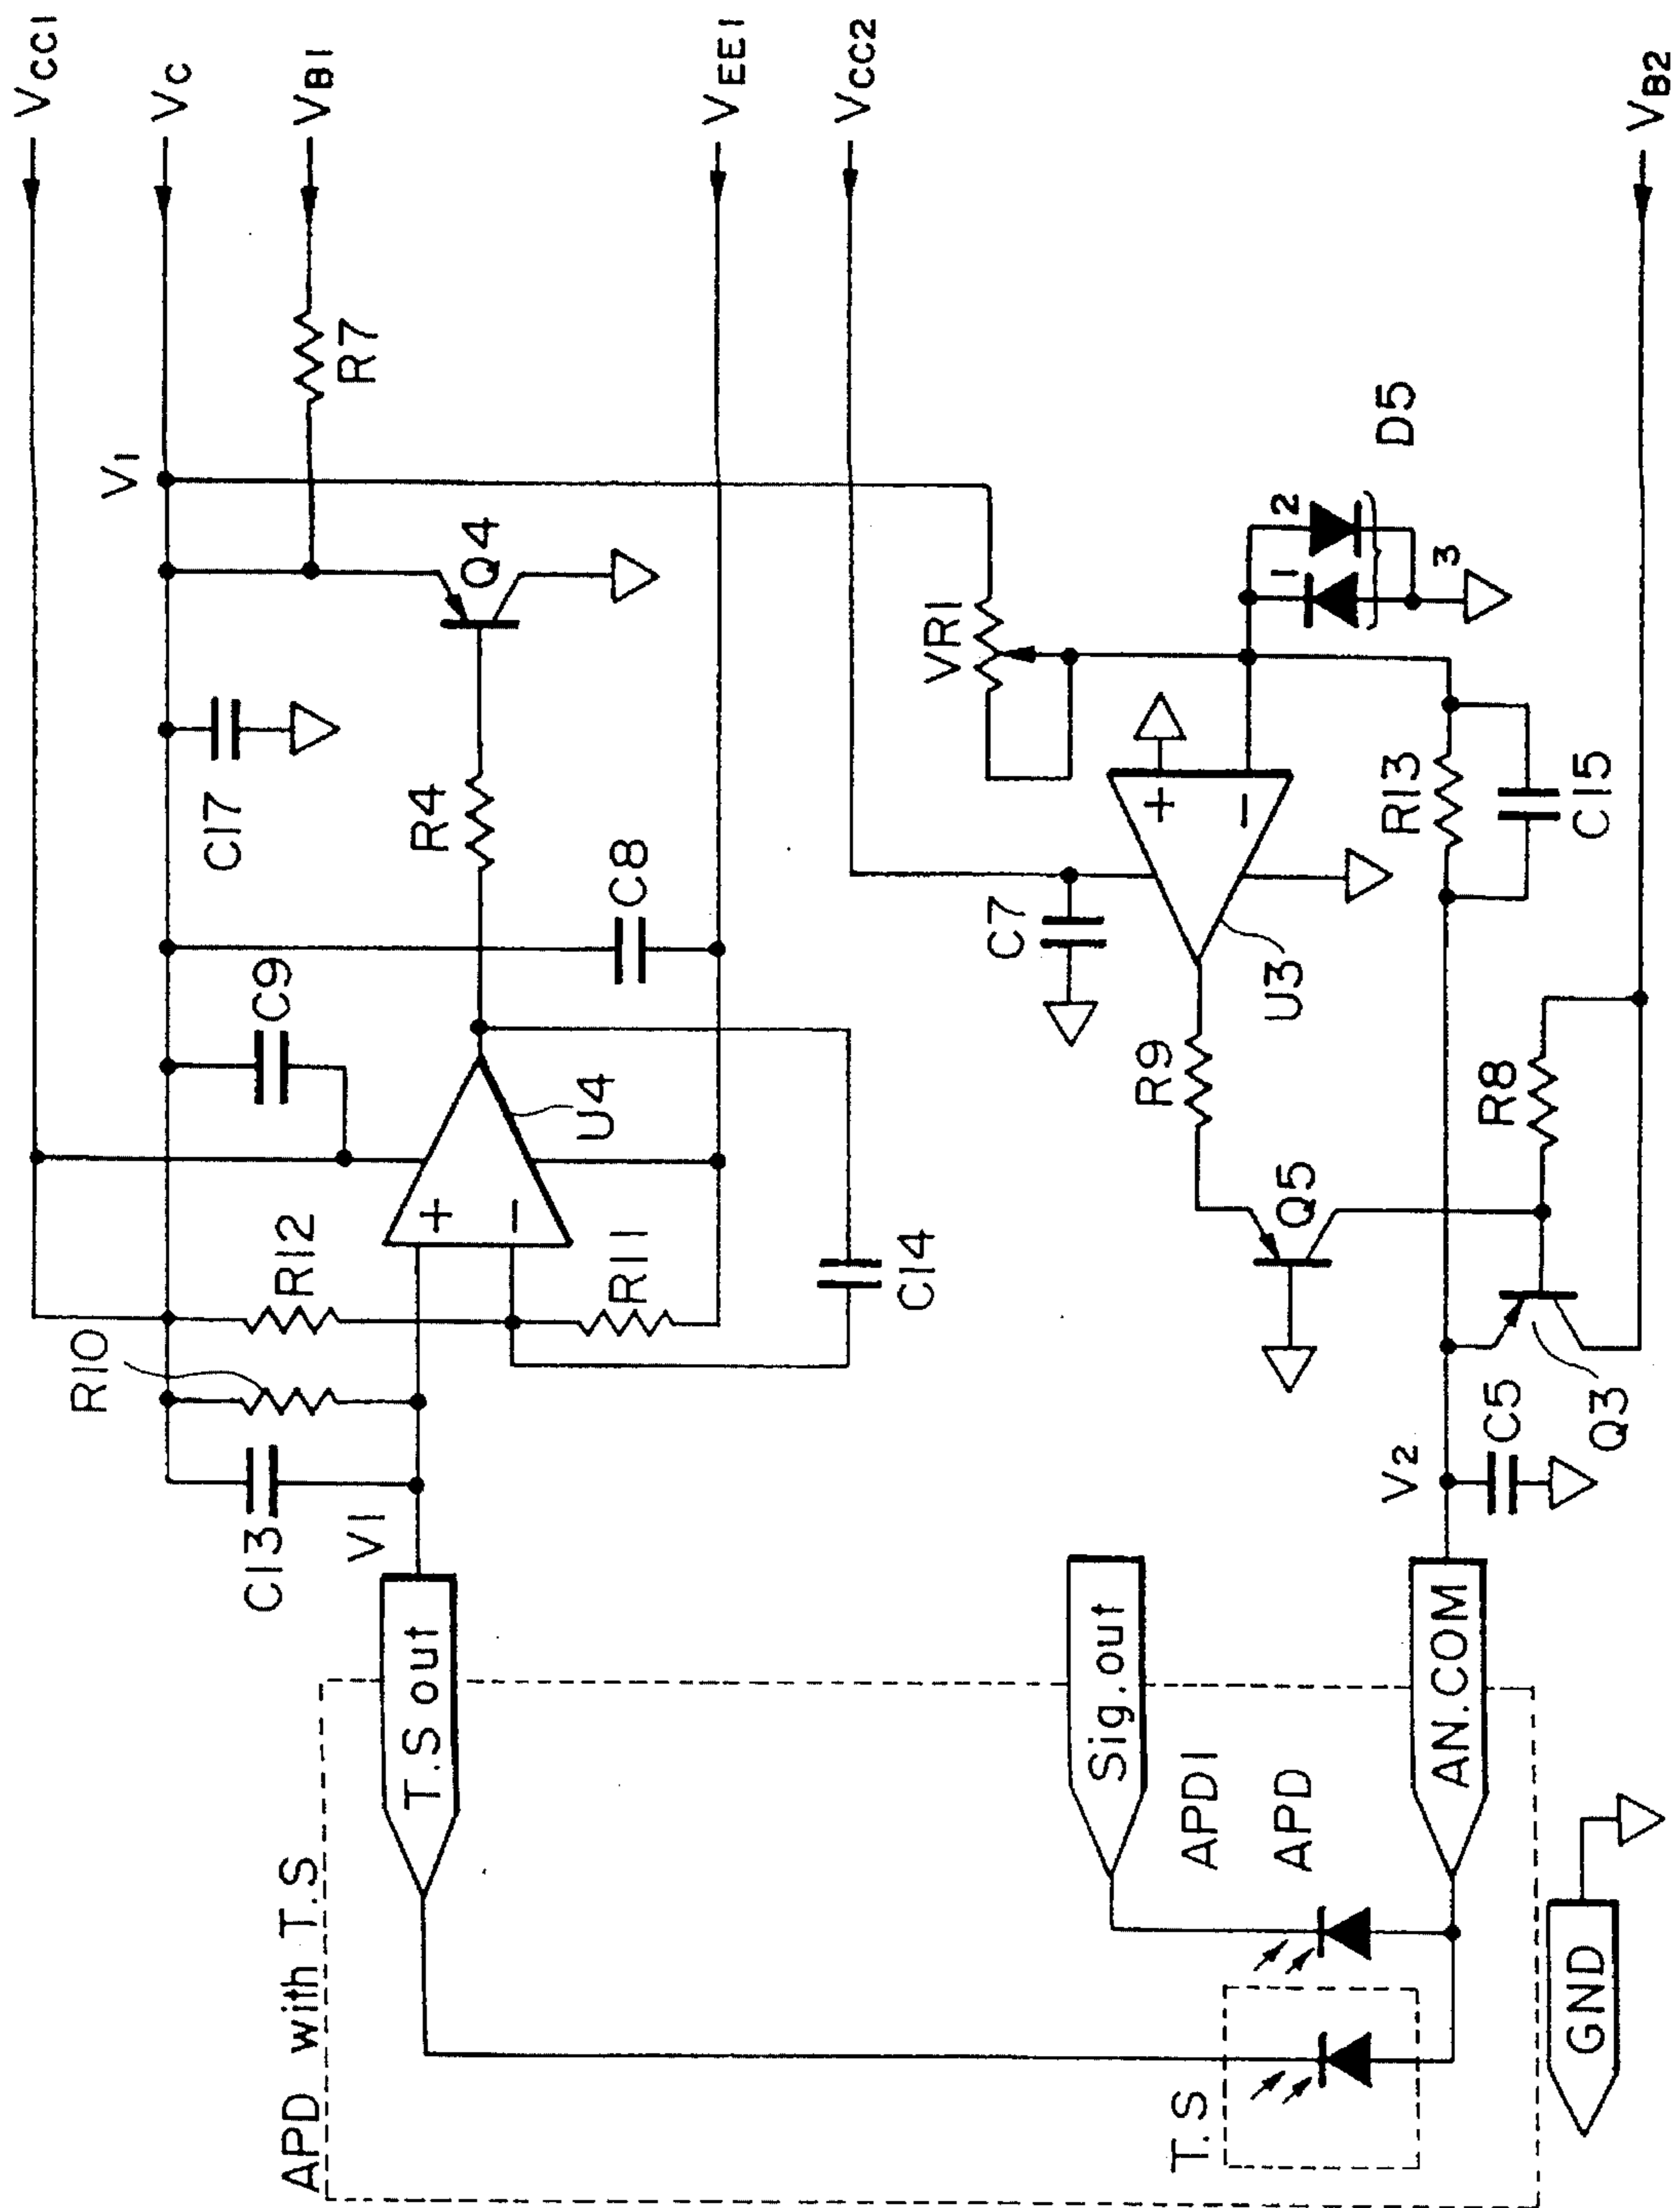 VCC1
VC
VB1
VEE1
VCC2
VB2
V1
R7
Q4
C17
R4
C8
C9
U4
+
−
R12
R11
C14
R10
C13
V1
T.S out
APD with T.S
VR1
D5
1
2
3
+
−
U3
C7
R9
Q5
R13
C15
R8
Q3
C5
V2
Sig.out
AN.COM
APD1
APD
T.S
GND